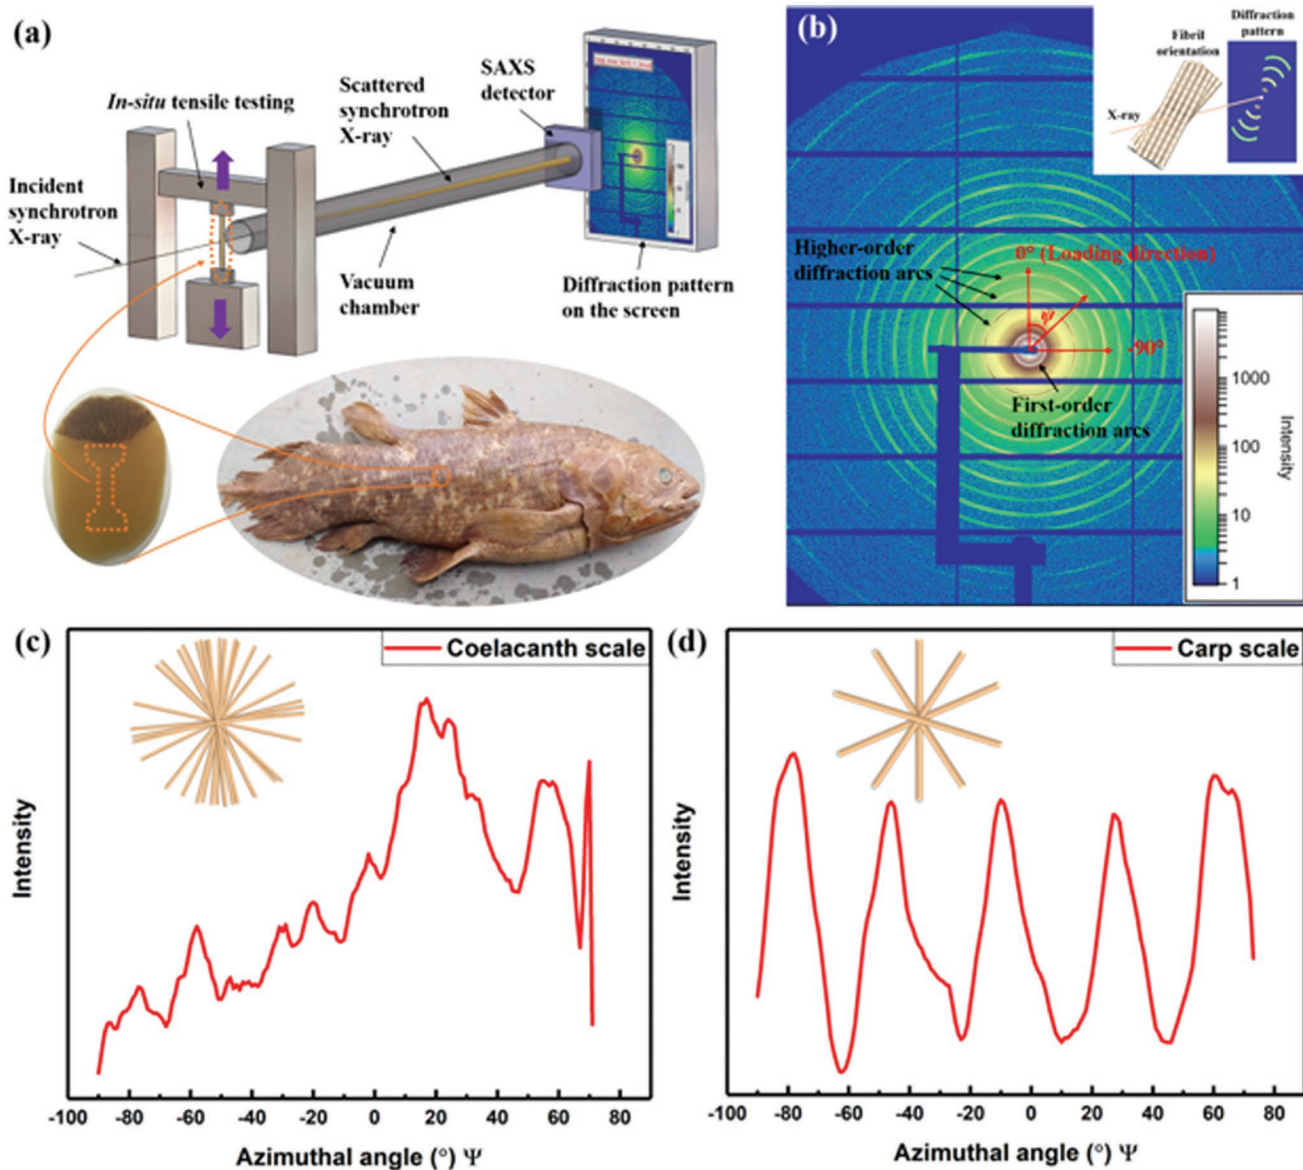 (a)
In-situ tensile testing
Incident
synchrotron
X-ray
Scattered
synchrotron
X-ray
SAXS
detector
Vacuum
chamber
Diffraction pattern
on the screen
(b)
Fibril
orientation
Diffraction
pattern
X-ray
Higher-order
diffraction arcs
0° (Loading direction)
Ψ
-90°
First-order
diffraction arcs
1000
100
10
1
Intensity
(c)
Coelacanth scale
Intensity
-100 -80 -60 -40 -20 0 20 40 60 80
Azimuthal angle (°) Ψ
(d)
Carp scale
Intensity
-100 -80 -60 -40 -20 0 20 40 60 80
Azimuthal angle (°) Ψ